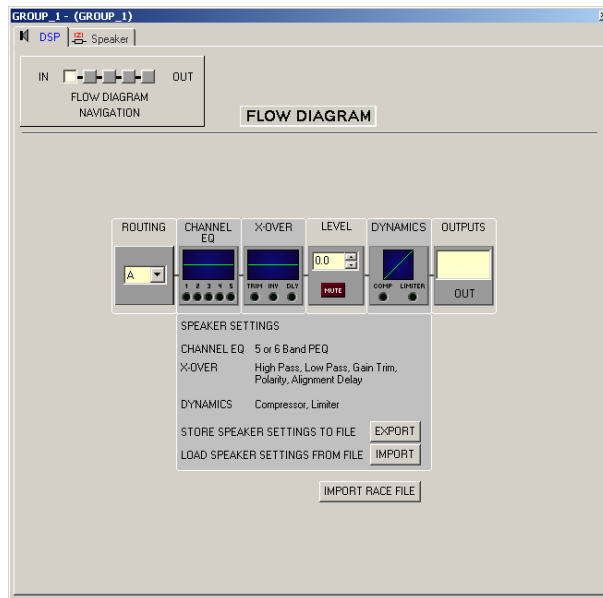 GROUP_1 - (GROUP_1)
DSP Speaker
IN OUT
FLOW DIAGRAM
NAVIGATION
FLOW DIAGRAM
ROUTING
A
CHANNEL
EQ
1 2 3 4 5
X-OVER
TRIM INV DLY
LEVEL
0.0
MUTE
DYNAMICS
COMP LIMITER
OUTPUTS
OUT
SPEAKER SETTINGS
CHANNEL EQ 5 or 6 Band PEQ
X-OVER High Pass, Low Pass, Gain Trim,
Polarity, Alignment Delay
DYNAMICS Compressor, Limiter
STORE SPEAKER SETTINGS TO FILE EXPORT
LOAD SPEAKER SETTINGS FROM FILE IMPORT
IMPORT RACE FILE